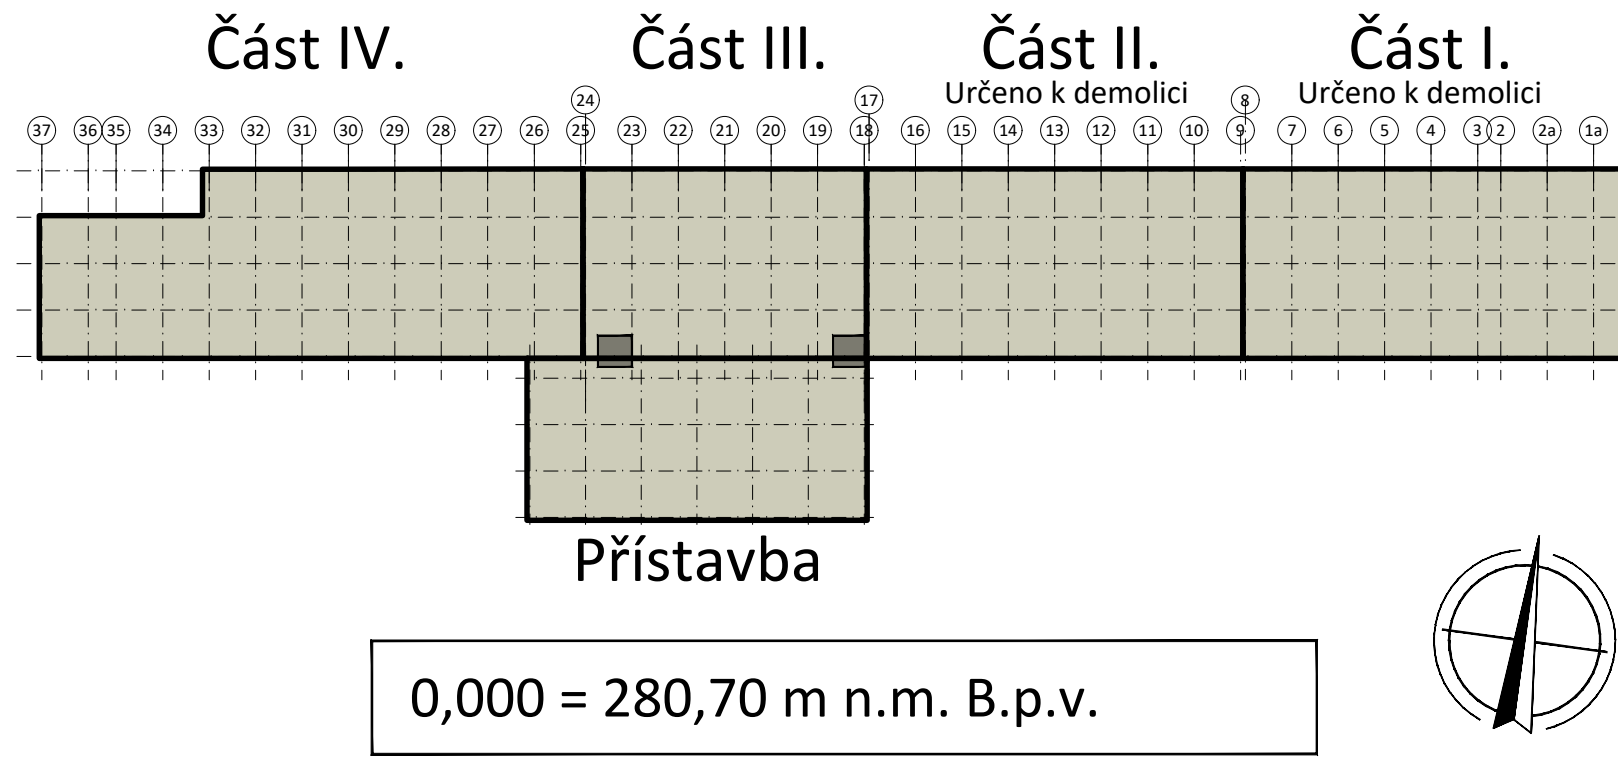 Část IV. Část III. Část II. Část I.
Určeno k demolici Určeno k demolici
24 17 8
37 36 35 34 33 32 31 30 29 28 27 26 25 23 22 21 20 19 18 16 15 14 13 12 11 10 9 7 6 5 4 3 2 2a 1a
Přístavba
0,000 = 280,70 m n.m. B.p.v.